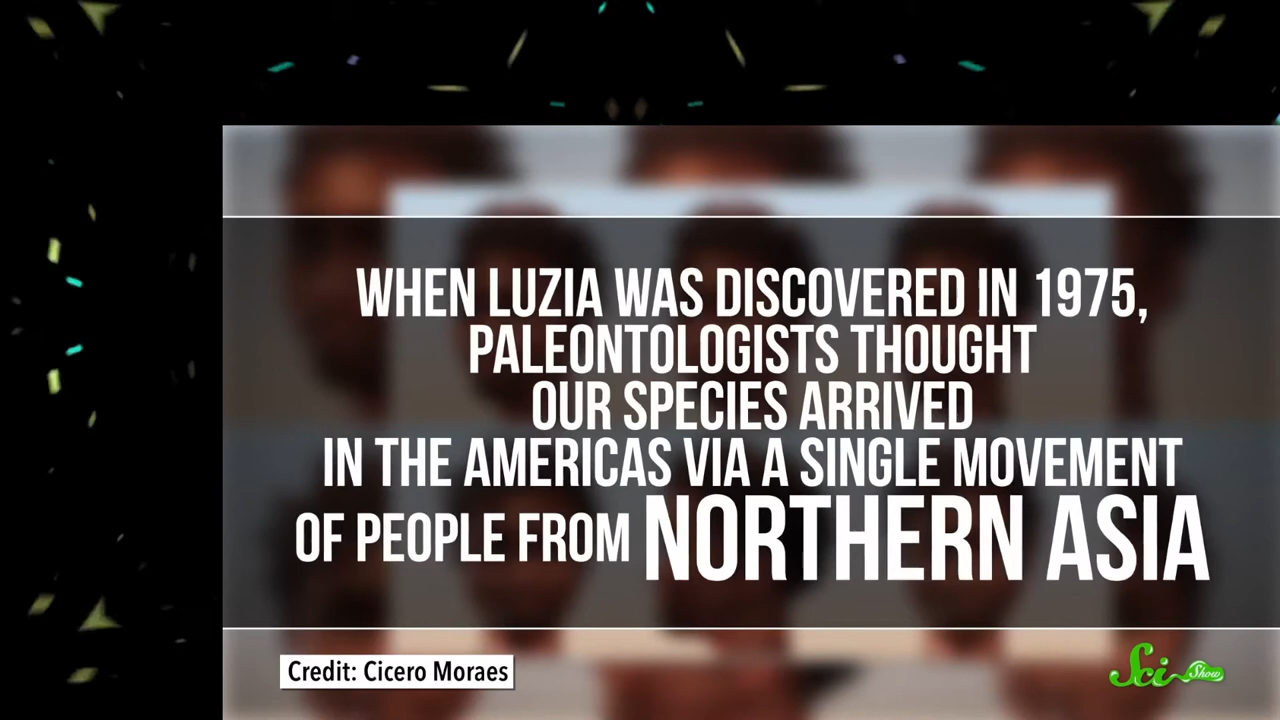 WHEN LUZIA WAS DISCOVERED IN 1975,
PALEONTOLOGISTS THOUGHT
OUR SPECIES ARRIVED
IN THE AMERICAS VIA A SINGLE MOVEMENT
OF PEOPLE FROM NORTHERN ASIA
Credit: Cicero Moraes
Sci Show